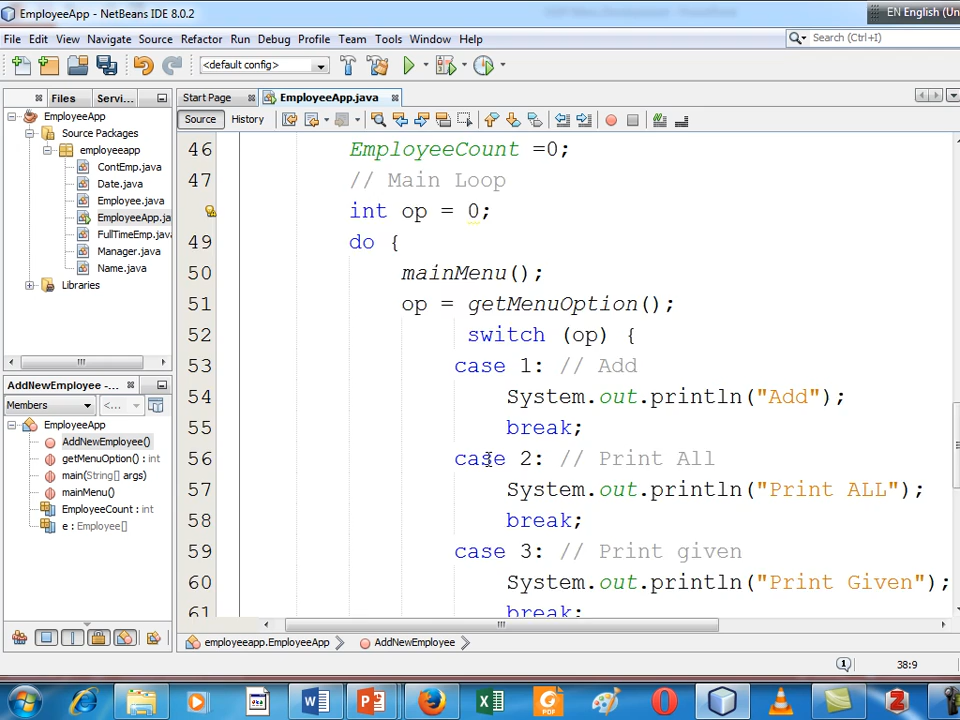 EmployeeApp - NetBeans IDE 8.0.2
EN English (Un
File Edit View Navigate Source Refactor Run Debug Profile Team Tools Window Help
Search (Ctrl+I)
<default config>
Files Servi... Start Page EmployeeApp.java
EmployeeApp
Source Packages
employeeapp
ContEmp.java
Date.java
Employee.java
EmployeeApp.ja
FullTimeEmp.java
Manager.java
Name.java
Libraries
AddNewEmployee -...
Members <...
EmployeeApp
AddNewEmployee()
getMenuOption() : int
main(String[] args)
mainMenu()
EmployeeCount : int
e : Employee[]
Source History
46 EmployeeCount =0;
47 // Main Loop
int op = 0;
49 do {
50 mainMenu();
51 op = getMenuOption();
52 switch (op) {
53 case 1: // Add
54 System.out.println("Add");
55 break;
56 case 2: // Print All
57 System.out.println("Print ALL");
58 break;
59 case 3: // Print given
60 System.out.println("Print Given");
61 break;
employeeapp.EmployeeApp AddNewEmployee
1 38:9